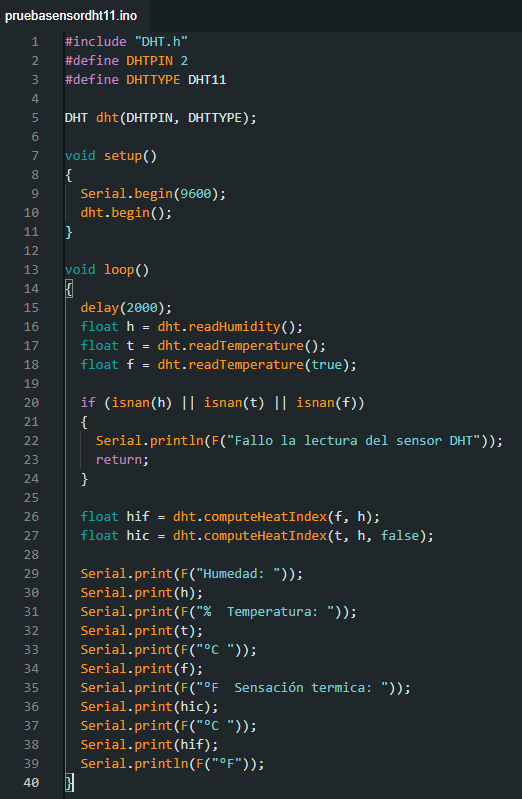 pruebasensordht11.ino
1 #include "DHT.h"
2 #define DHTPIN 2
3 #define DHTTYPE DHT11
4
5 DHT dht(DHTPIN, DHTTYPE);
6
7 void setup()
8 {
9   Serial.begin(9600);
10   dht.begin();
11 }
12
13 void loop()
14 {
15   delay(2000);
16   float h = dht.readHumidity();
17   float t = dht.readTemperature();
18   float f = dht.readTemperature(true);
19
20   if (isnan(h) || isnan(t) || isnan(f))
21   {
22     Serial.println(F("Fallo la lectura del sensor DHT"));
23     return;
24   }
25
26   float hif = dht.computeHeatIndex(f, h);
27   float hic = dht.computeHeatIndex(t, h, false);
28
29   Serial.print(F("Humedad: "));
30   Serial.print(h);
31   Serial.print(F("%  Temperatura: "));
32   Serial.print(t);
33   Serial.print(F("°C "));
34   Serial.print(f);
35   Serial.print(F("°F  Sensación termica: "));
36   Serial.print(hic);
37   Serial.print(F("°C "));
38   Serial.print(hif);
39   Serial.println(F("°F"));
40 }